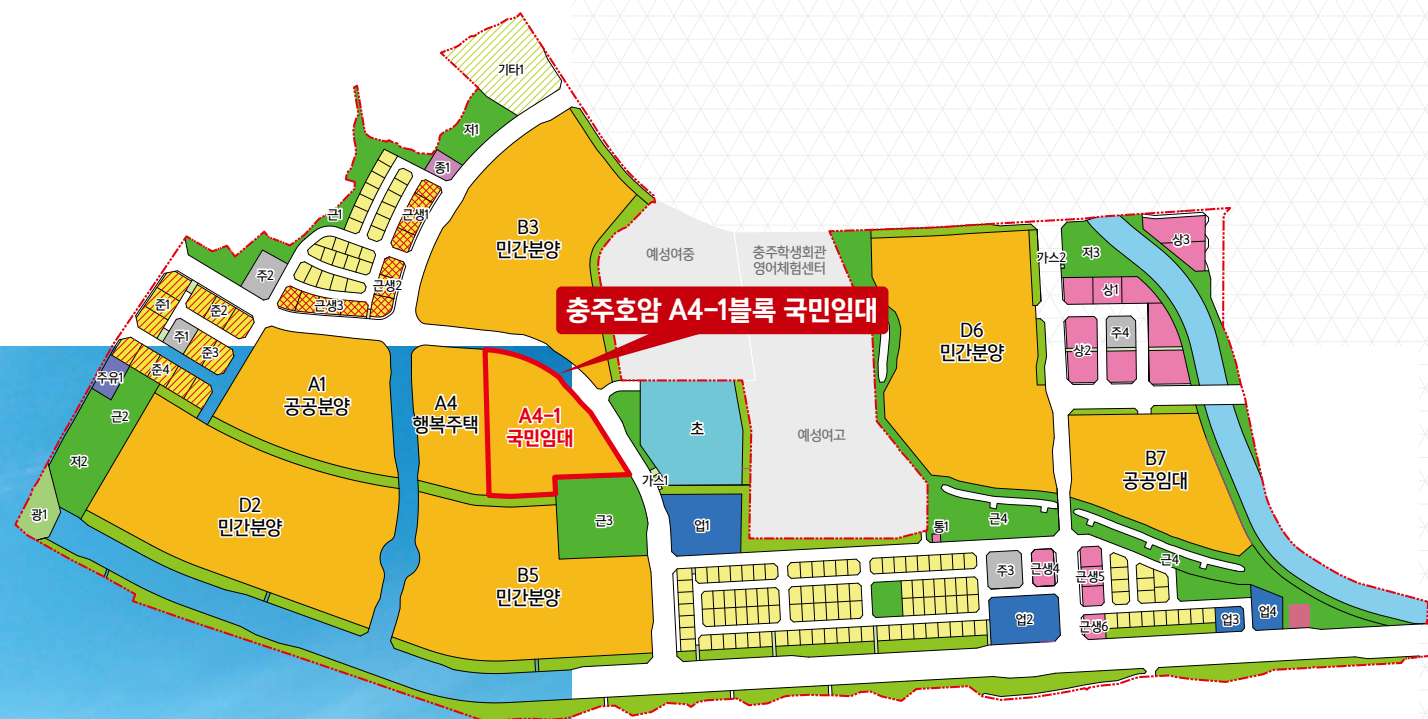 기타1
저1
종1
근생1
근1
B3
민간분양
예성여중
충주학생회관
영어체험센터
가스2
저3
상3
주2
근생2
근생3
상1
준1
준2
충주호암 A4-1블록 국민임대
주1
준3
D6
민간분양
주4
상2
주유1
준4
A1
공공분양
A4
행복주택
A4-1
국민임대
근2
초
예성여고
저2
B7
공공임대
가스1
D2
민간분양
광1
근3
업1
통1
근4
근4
B5
민간분양
주3
근생4
근생5
업2
근생6
업3
업4